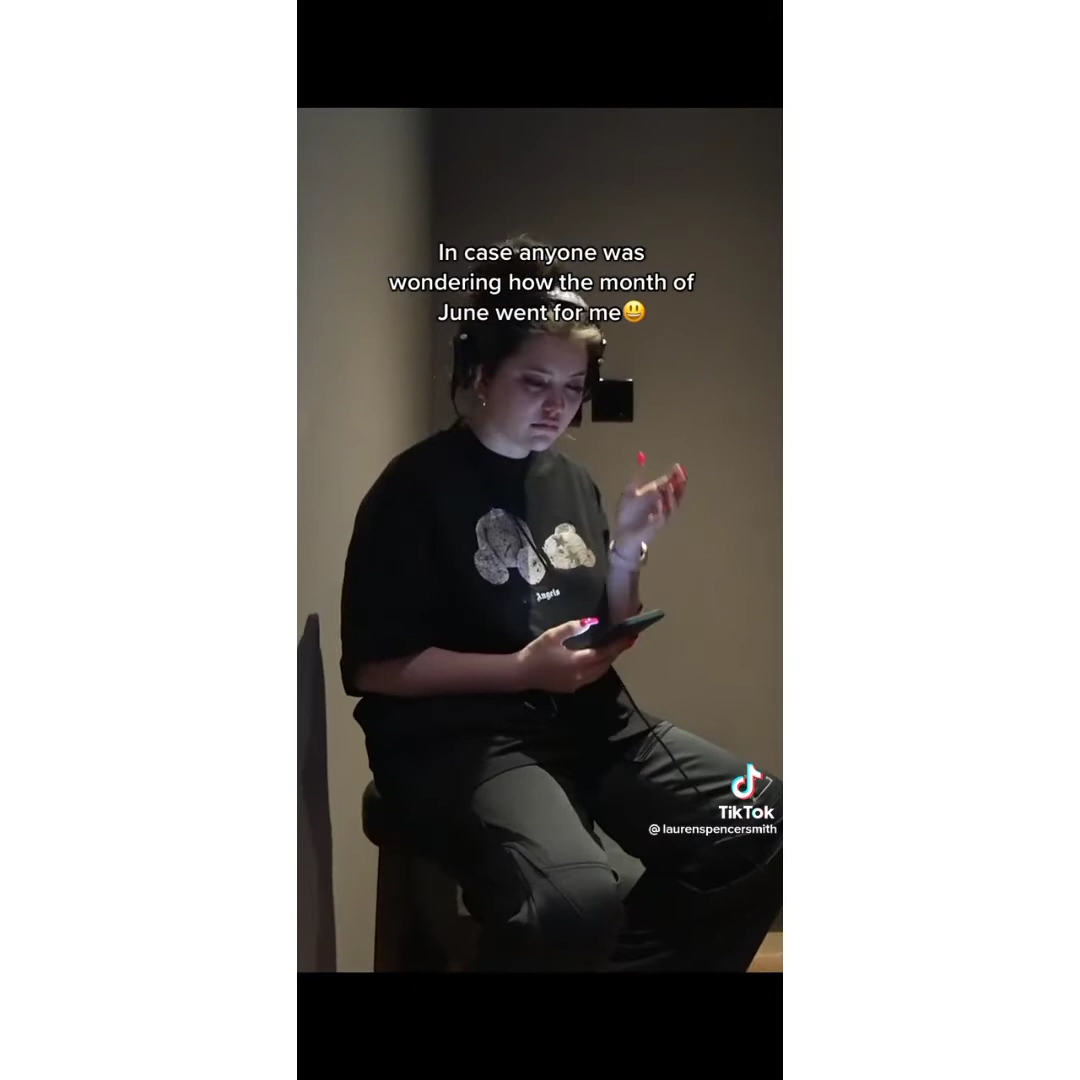 In case anyone was
wondering how the month of
June went for me😃
Angels
TikTok
@laurenspencersmith